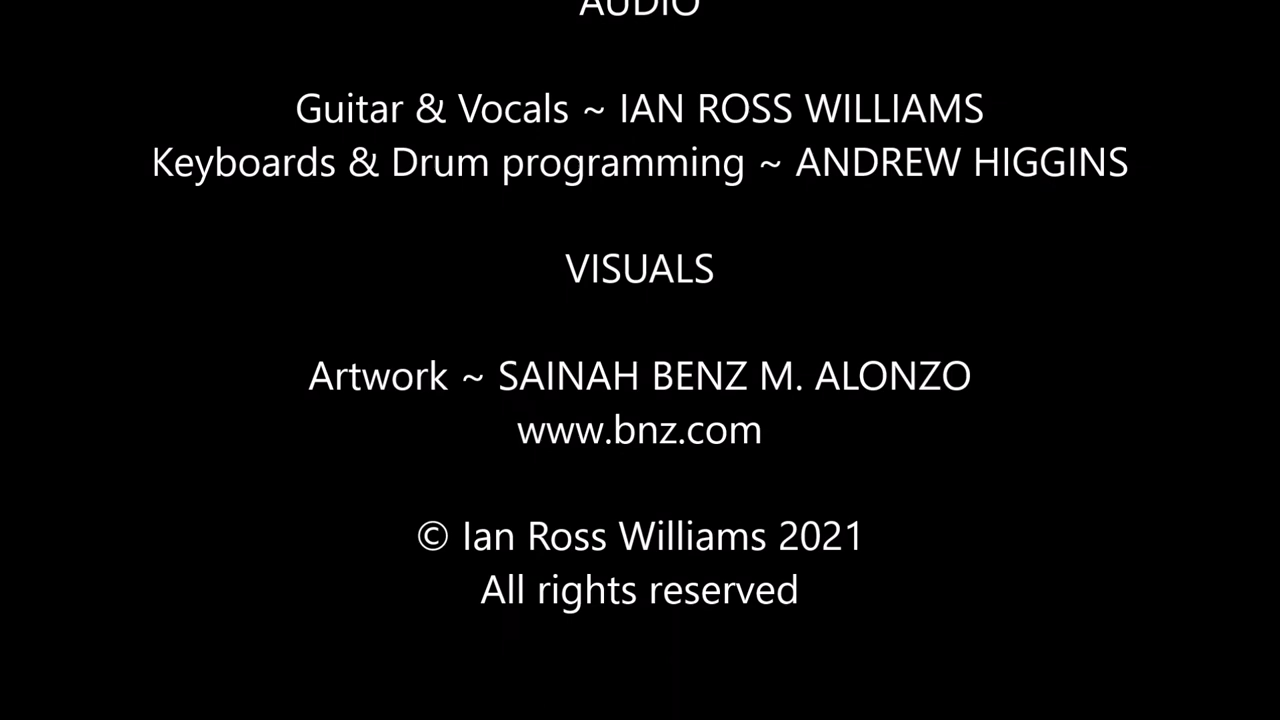 AUDIO
Guitar & Vocals ~ IAN ROSS WILLIAMS
Keyboards & Drum programming ~ ANDREW HIGGINS
VISUALS
Artwork ~ SAINAH BENZ M. ALONZO
www.bnz.com
© Ian Ross Williams 2021
All rights reserved